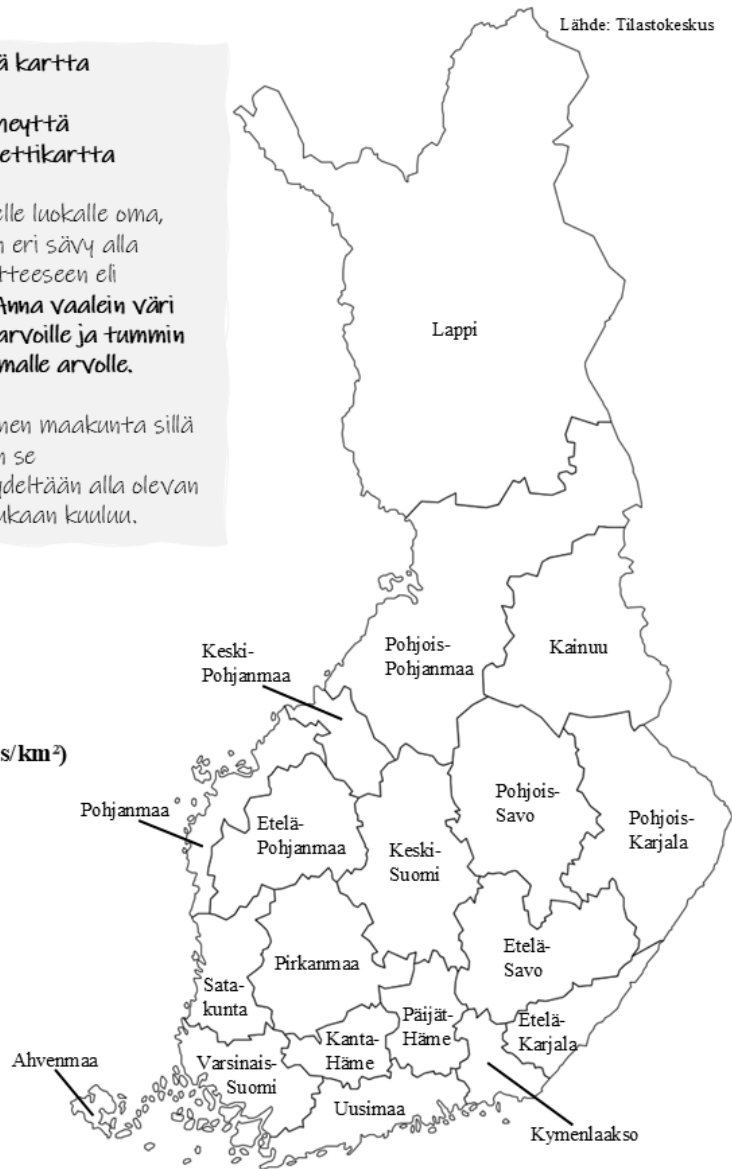 Lähde: Tilastokeskus
ä kartta
neyttä
ettikartta
elle luokalle oma,
n eri sävy alla
tteeseen eli
Anna vaalein väri
arvoille ja tummin
malle arvolle.
nen maakunta sillä
n se
ydeltään alla olevan
ukaan kuuluu.
Lappi
Kainuu
Pohjois-
Pohjanmaa
Keski-
Pohjanmaa
s/km²)
Pohjanmaa
Etelä-
Pohjanmaa
Keski-
Suomi
Pohjois-
Savo
Pohjois-
Karjala
Pirkanmaa
Etelä-
Savo
Sata-
kunta
Päijät-
Häme
Etelä-
Karjala
Kanta-
Häme
Varsinais-
Suomi
Ahvenmaa
Uusimaa
Kymenlaakso